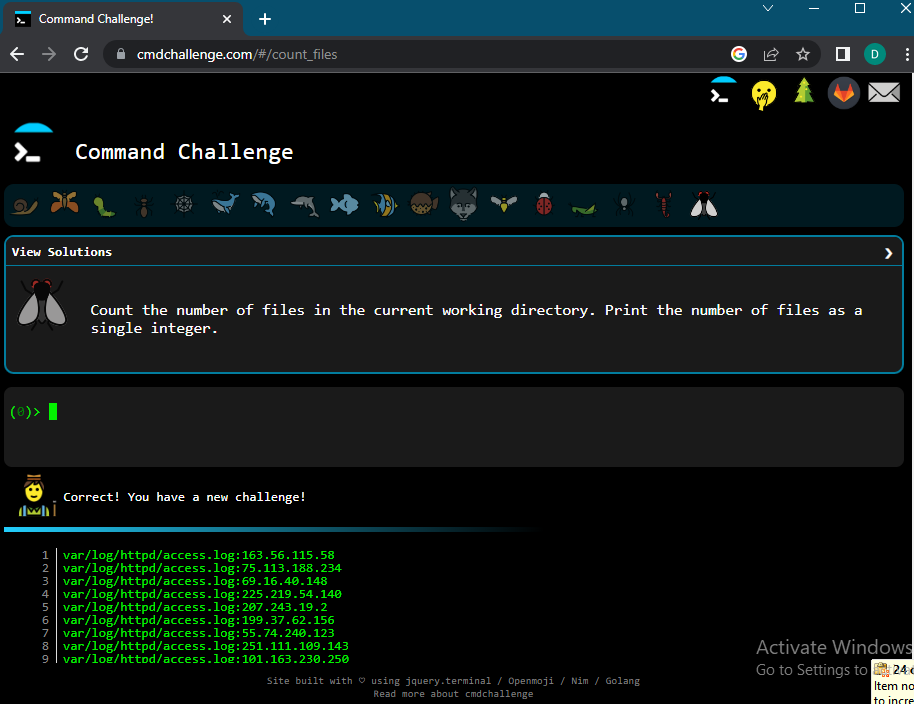 Command Challenge!
cmdchallenge.com/#/count_files
D
Command Challenge
View Solutions
Count the number of files in the current working directory. Print the number of files as a
single integer.
(0)>
Correct! You have a new challenge!
1 var/log/httpd/access.log:163.56.115.58
2 var/log/httpd/access.log:75.113.188.234
3 var/log/httpd/access.log:69.16.40.148
4 var/log/httpd/access.log:225.219.54.140
5 var/log/httpd/access.log:207.243.19.2
6 var/log/httpd/access.log:199.37.62.156
7 var/log/httpd/access.log:55.74.240.123
8 var/log/httpd/access.log:251.111.109.143
9 var/log/httpd/access.log:101.163.230.250
Activate Windows
Go to Settings to
24
Item no
to incre
Site built with ♡ using jquery.terminal / Openmoji / Nim / Golang
Read more about cmdchallenge